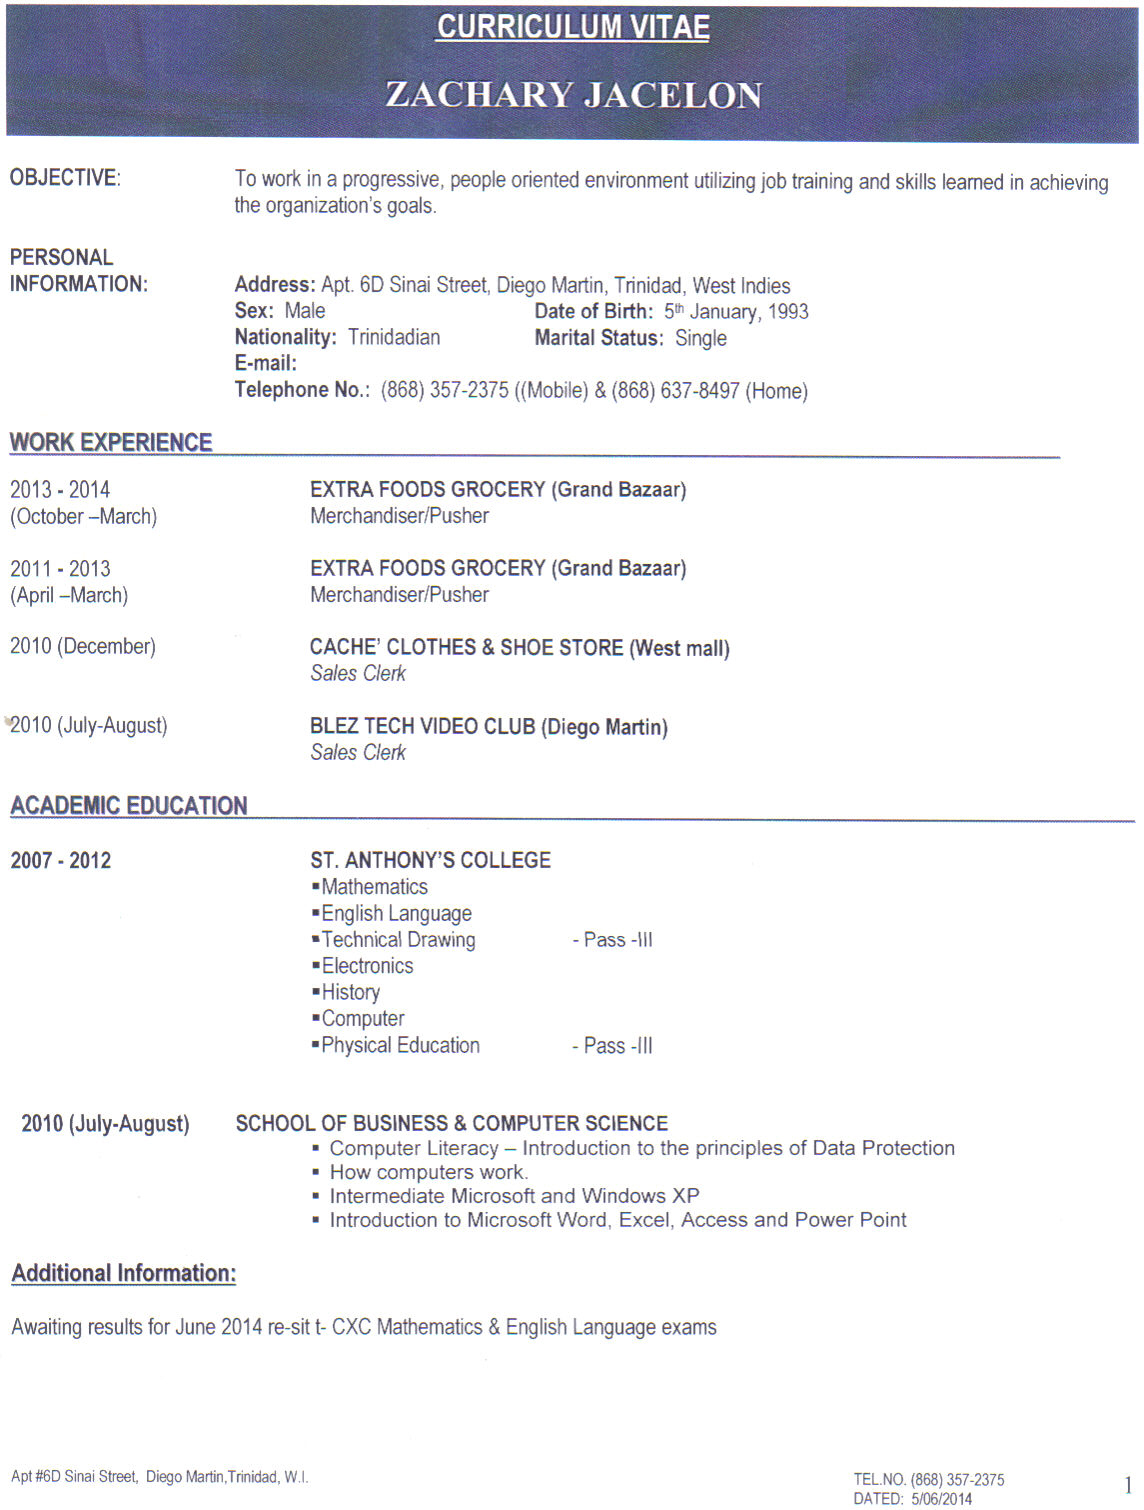 CURRICULUM VITAE
ZACHARY JACELON
OBJECTIVE: To work in a progressive, people oriented environment utilizing job training and skills learned in achieving
the organization's goals.
PERSONAL
INFORMATION: Address: Apt. 6D Sinai Street, Diego Martin, Trinidad, West Indies
Sex: Male Date of Birth: 5th January, 1993
Nationality: Trinidadian Marital Status: Single
E-mail:
Telephone No.: (868) 357-2375 ((Mobile) & (868) 637-8497 (Home)
WORK EXPERIENCE
2013 - 2014 EXTRA FOODS GROCERY (Grand Bazaar)
(October –March) Merchandiser/Pusher
2011 - 2013 EXTRA FOODS GROCERY (Grand Bazaar)
(April –March) Merchandiser/Pusher
2010 (December) CACHE' CLOTHES & SHOE STORE (West mall)
Sales Clerk
2010 (July-August) BLEZ TECH VIDEO CLUB (Diego Martin)
Sales Clerk
ACADEMIC EDUCATION
2007 - 2012 ST. ANTHONY'S COLLEGE
▪Mathematics
▪English Language
▪Technical Drawing - Pass -III
▪Electronics
▪History
▪Computer
▪Physical Education - Pass -III
2010 (July-August) SCHOOL OF BUSINESS & COMPUTER SCIENCE
▪ Computer Literacy – Introduction to the principles of Data Protection
▪ How computers work.
▪ Intermediate Microsoft and Windows XP
▪ Introduction to Microsoft Word, Excel, Access and Power Point
Additional Information:
Awaiting results for June 2014 re-sit t- CXC Mathematics & English Language exams
Apt #6D Sinai Street, Diego Martin,Trinidad, W.I.
TEL.NO. (868) 357-2375
DATED: 5/06/2014
1